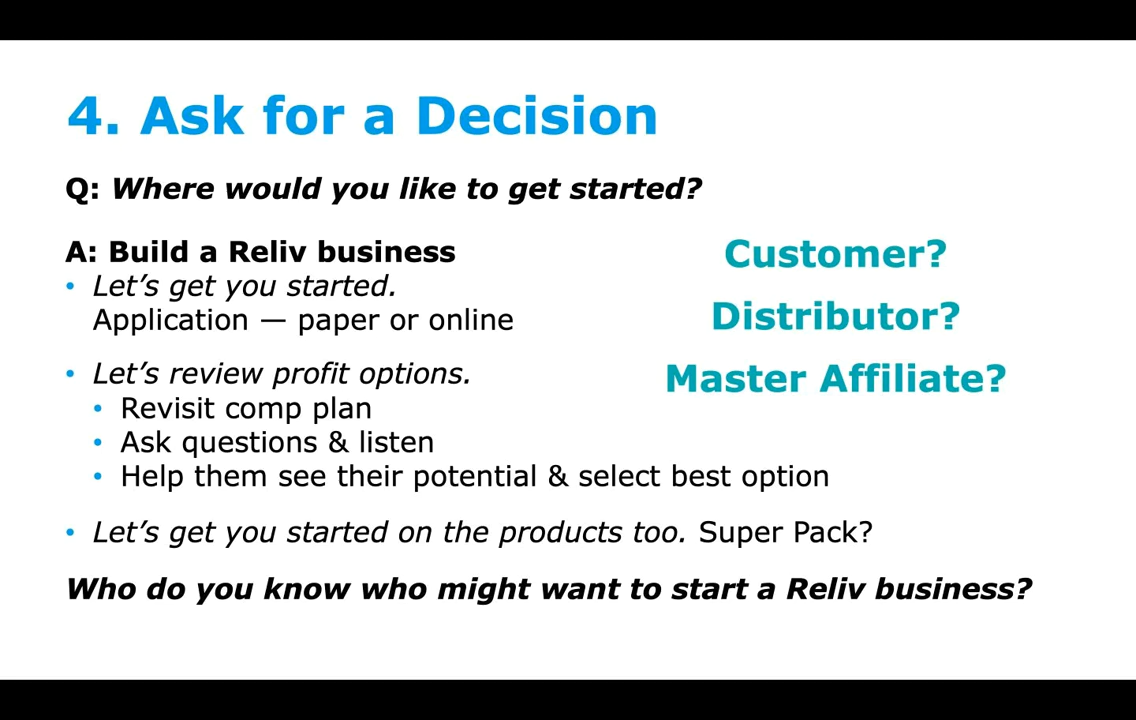 4. Ask for a Decision
Q: Where would you like to get started?
A: Build a Reliv business
• Let’s get you started.
Application — paper or online
• Let’s review profit options.
• Revisit comp plan
• Ask questions & listen
• Help them see their potential & select best option
• Let’s get you started on the products too. Super Pack?
Who do you know who might want to start a Reliv business?
Customer?
Distributor?
Master Affiliate?